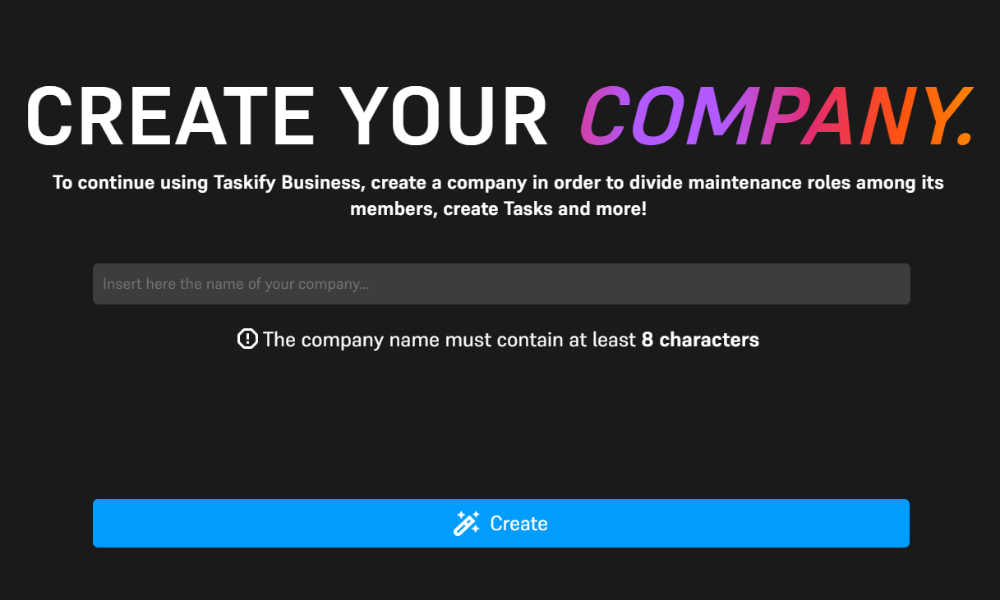 CREATE YOUR COMPANY.
To continue using Taskify Business, create a company in order to divide maintenance roles among its
members, create Tasks and more!
Insert here the name of your company...
The company name must contain at least 8 characters
Create